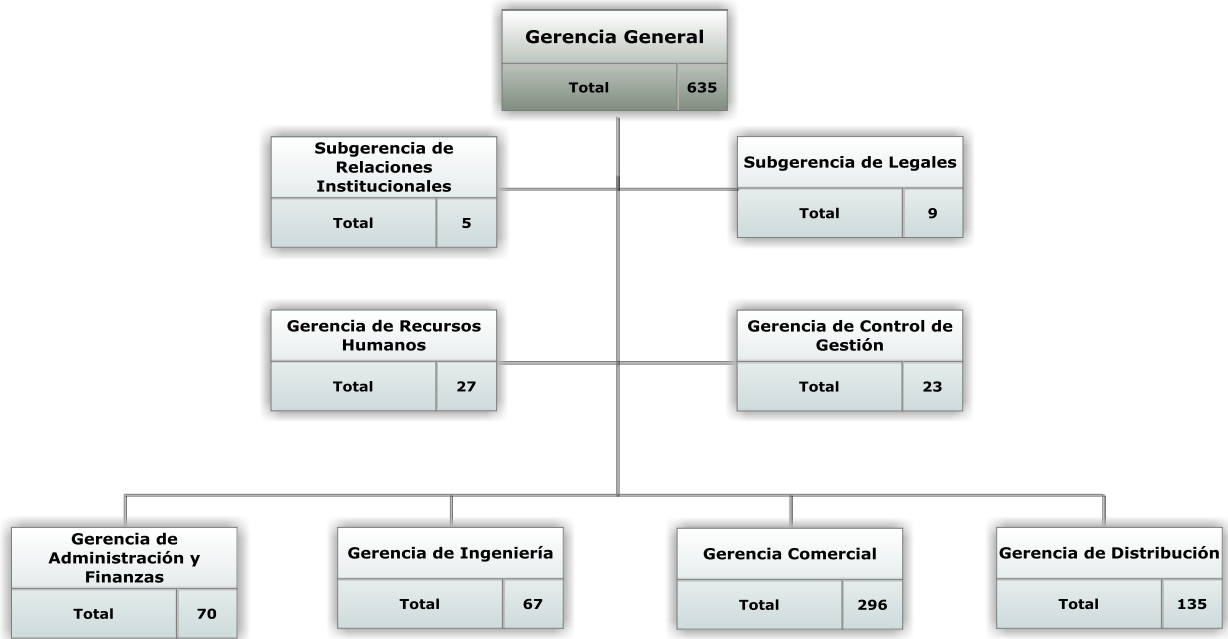 Gerencia General
Total 635
Subgerencia de
Relaciones
Institucionales
Total 5
Subgerencia de Legales
Total 9
Gerencia de Recursos
Humanos
Total 27
Gerencia de Control de
Gestión
Total 23
Gerencia de
Administración y
Finanzas
Total 70
Gerencia de Ingeniería
Total 67
Gerencia Comercial
Total 296
Gerencia de Distribución
Total 135